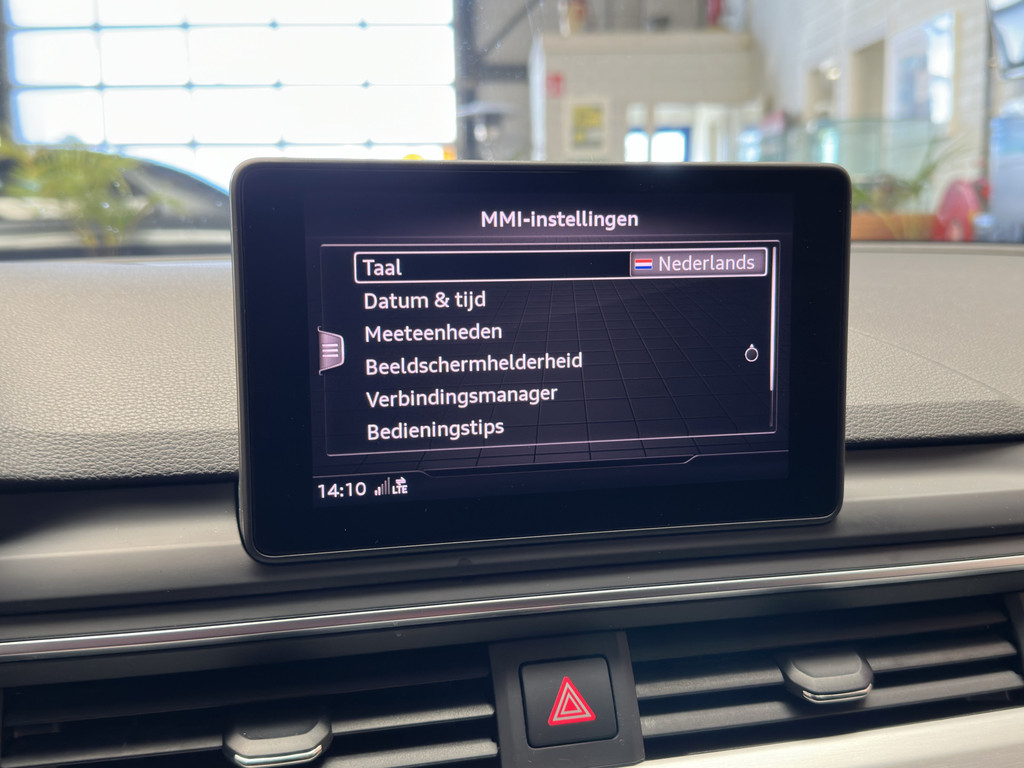 MMI-instellingen
Taal Nederlands
Datum & tijd
Meeteenheden
Beeldschermhelderheid
Verbindingsmanager
Bedieningstips
14:10 LTE